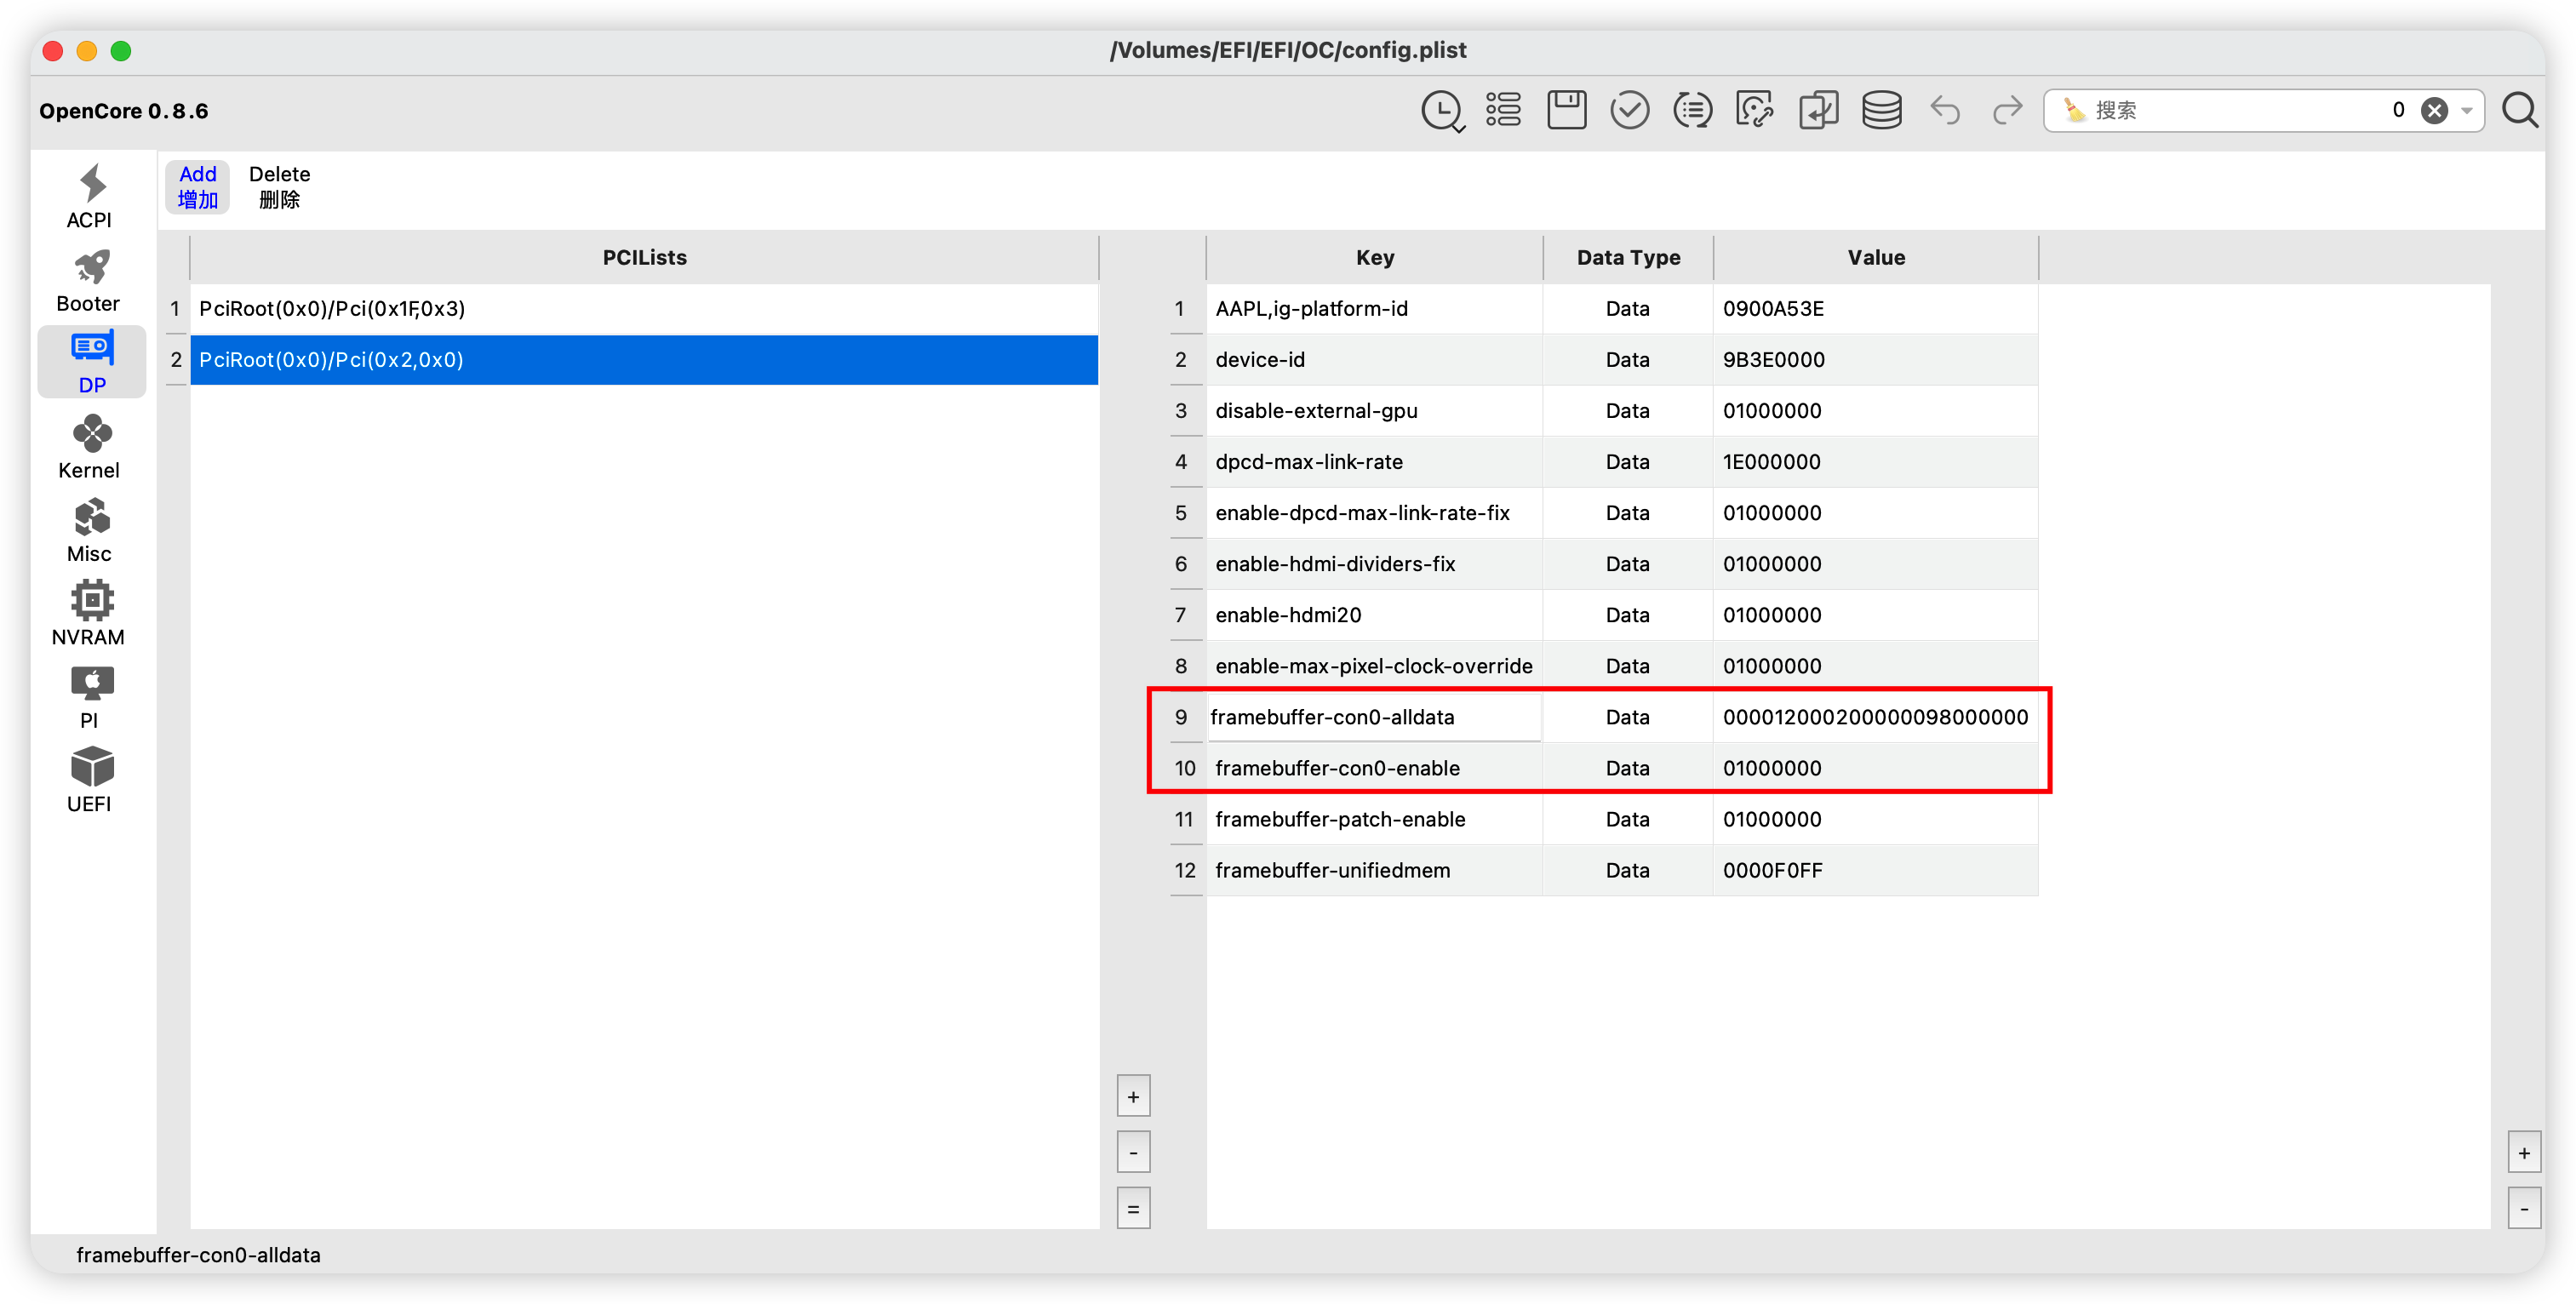 /Volumes/EFI/EFI/OC/config.plist
OpenCore 0.8.6
搜索 0
ACPI
Booter
DP
Kernel
Misc
NVRAM
PI
UEFI
Add Delete
增加 删除
PCILists
1 PciRoot(0x0)/Pci(0x1F,0x3)
2 PciRoot(0x0)/Pci(0x2,0x0)
Key Data Type Value
1 AAPL,ig-platform-id Data 0900A53E
2 device-id Data 9B3E0000
3 disable-external-gpu Data 01000000
4 dpcd-max-link-rate Data 1E000000
5 enable-dpcd-max-link-rate-fix Data 01000000
6 enable-hdmi-dividers-fix Data 01000000
7 enable-hdmi20 Data 01000000
8 enable-max-pixel-clock-override Data 01000000
9 framebuffer-con0-alldata Data 000012000200000098000000
10 framebuffer-con0-enable Data 01000000
11 framebuffer-patch-enable Data 01000000
12 framebuffer-unifiedmem Data 0000F0FF
+
-
=
+
-
framebuffer-con0-alldata